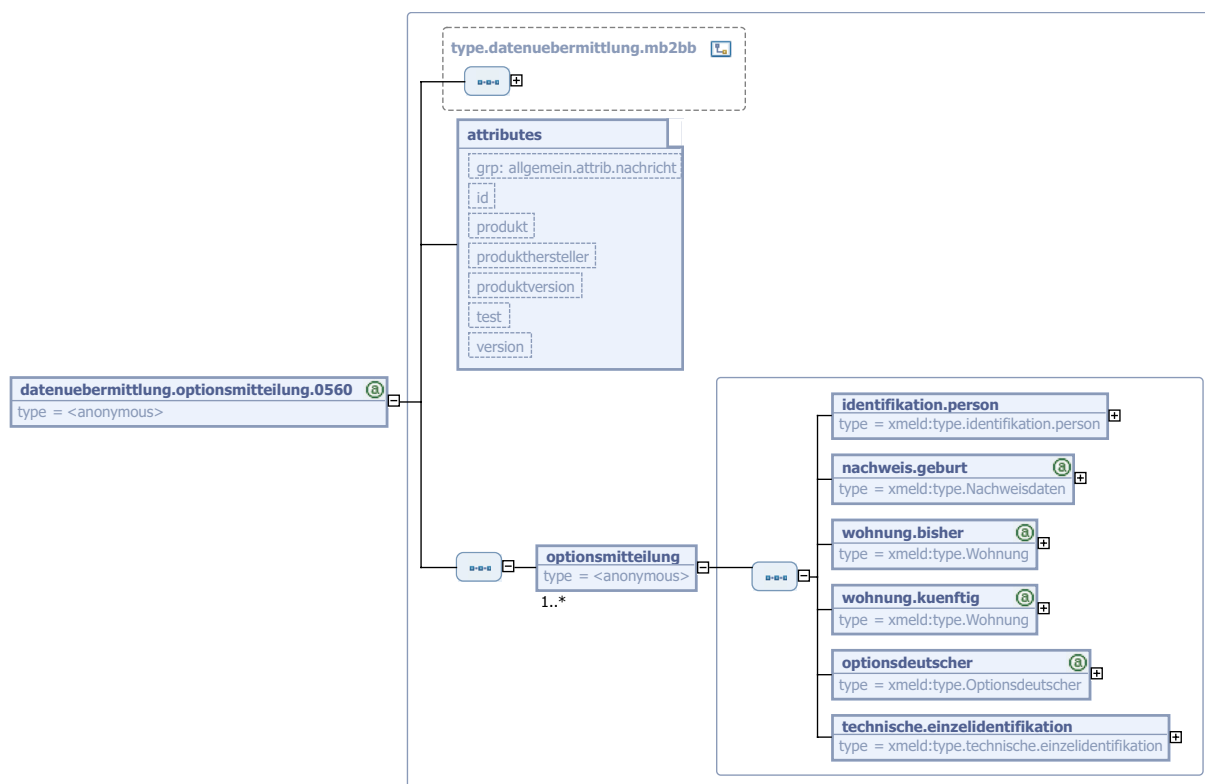 type.datenuebermittlung.mb2bb
attributes
grp: allgemein.attrib.nachricht
id
produkt
produkthersteller
produktversion
test
version
datenuebermittlung.optionsmitteilung.0560 a
type = <anonymous>
optionsmitteilung
type = <anonymous>
1..*
identifikation.person
type = xmeld:type.identifikation.person
nachweis.geburt a
type = xmeld:type.Nachweisdaten
wohnung.bisher a
type = xmeld:type.Wohnung
wohnung.kuenftig a
type = xmeld:type.Wohnung
optionsdeutscher a
type = xmeld:type.Optionsdeutscher
technische.einzelidentifikation
type = xmeld:type.technische.einzelidentifikation